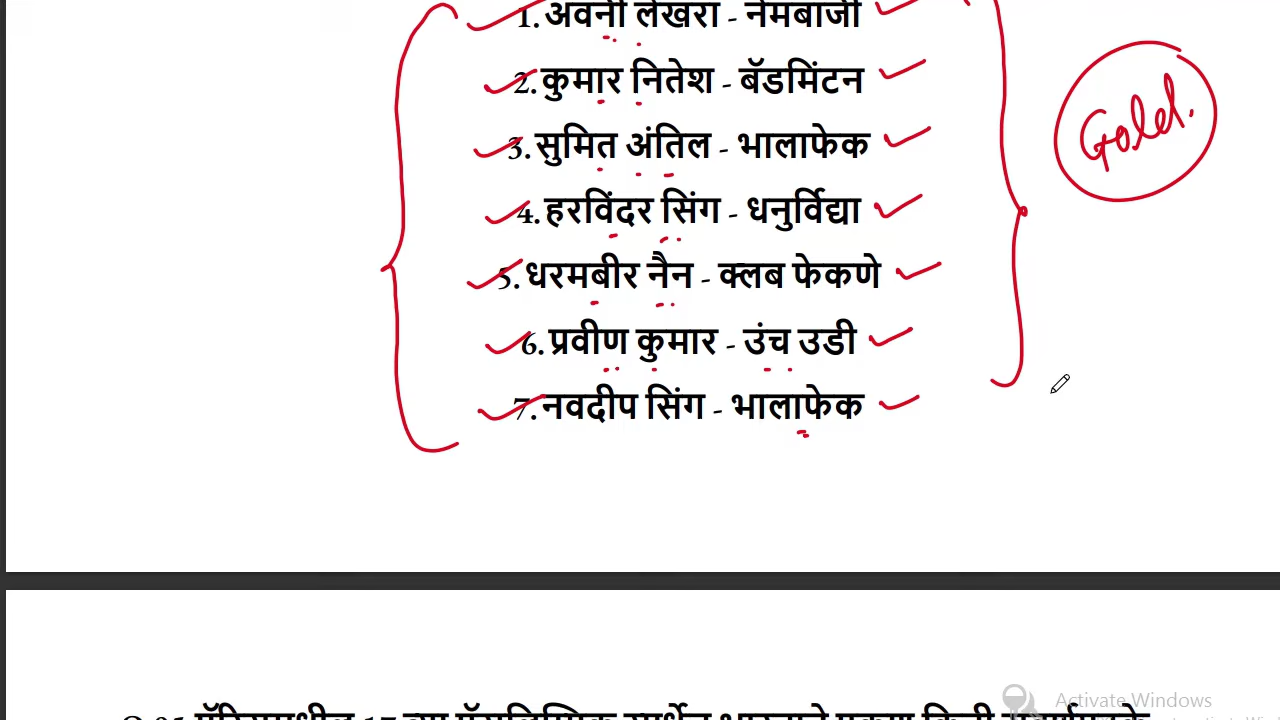 1. अवनी लेखरा - नेमबाजी
2. कुमार नितेश - बॅडमिंटन
3. सुमित अंतिल - भालाफेक
4. हरविंदर सिंग - धनुर्विद्या
5. धरमबीर नैन - क्लब फेकणे
6. प्रवीण कुमार - उंच उडी
7. नवदीप सिंग - भालाफेक
Gold.
Activate Windows